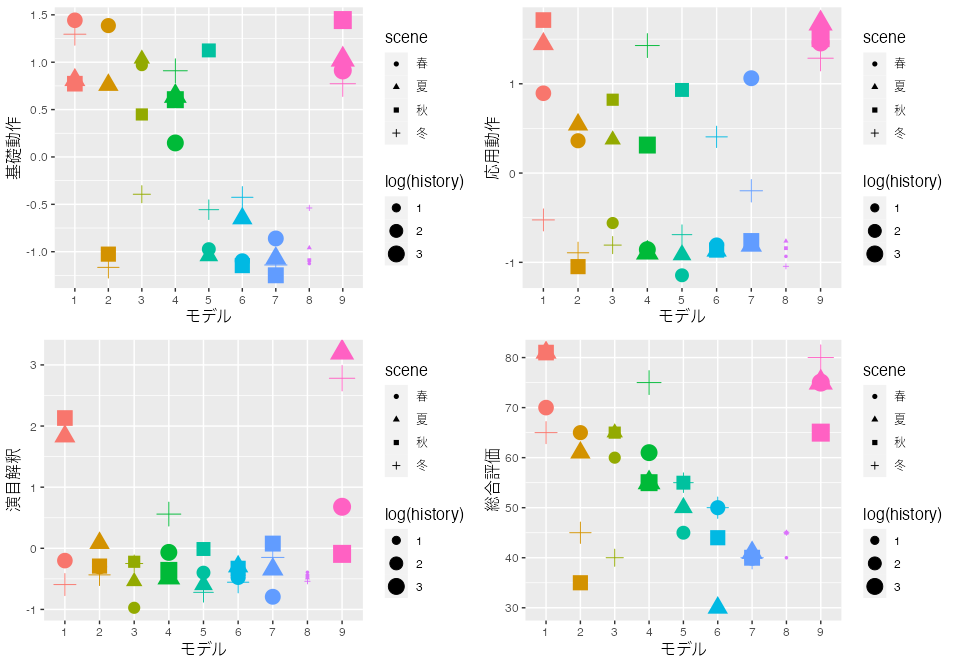 基礎動作
1.5
1.0
0.5
0.0
-0.5
-1.0
1 2 3 4 5 6 7 8 9
モデル
scene
春
夏
秋
冬
log(history)
1
2
3
応用動作
1
0
-1
1 2 3 4 5 6 7 8 9
モデル
scene
春
夏
秋
冬
log(history)
1
2
3
演目解釈
3
2
1
0
-1
1 2 3 4 5 6 7 8 9
モデル
scene
春
夏
秋
冬
log(history)
1
2
3
総合評価
80
70
60
50
40
30
1 2 3 4 5 6 7 8 9
モデル
scene
春
夏
秋
冬
log(history)
1
2
3